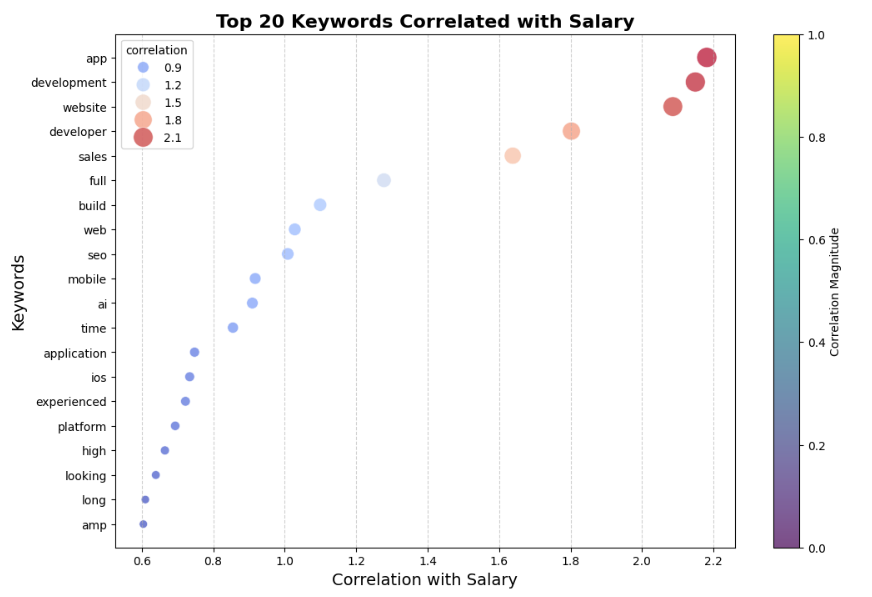 Top 20 Keywords Correlated with Salary
correlation
0.9
1.2
1.5
1.8
2.1
app
development
website
developer
sales
full
build
web
seo
mobile
ai
time
application
ios
experienced
platform
high
looking
long
amp
Keywords
0.6 0.8 1.0 1.2 1.4 1.6 1.8 2.0 2.2
Correlation with Salary
1.0
0.8
0.6
0.4
0.2
0.0
Correlation Magnitude